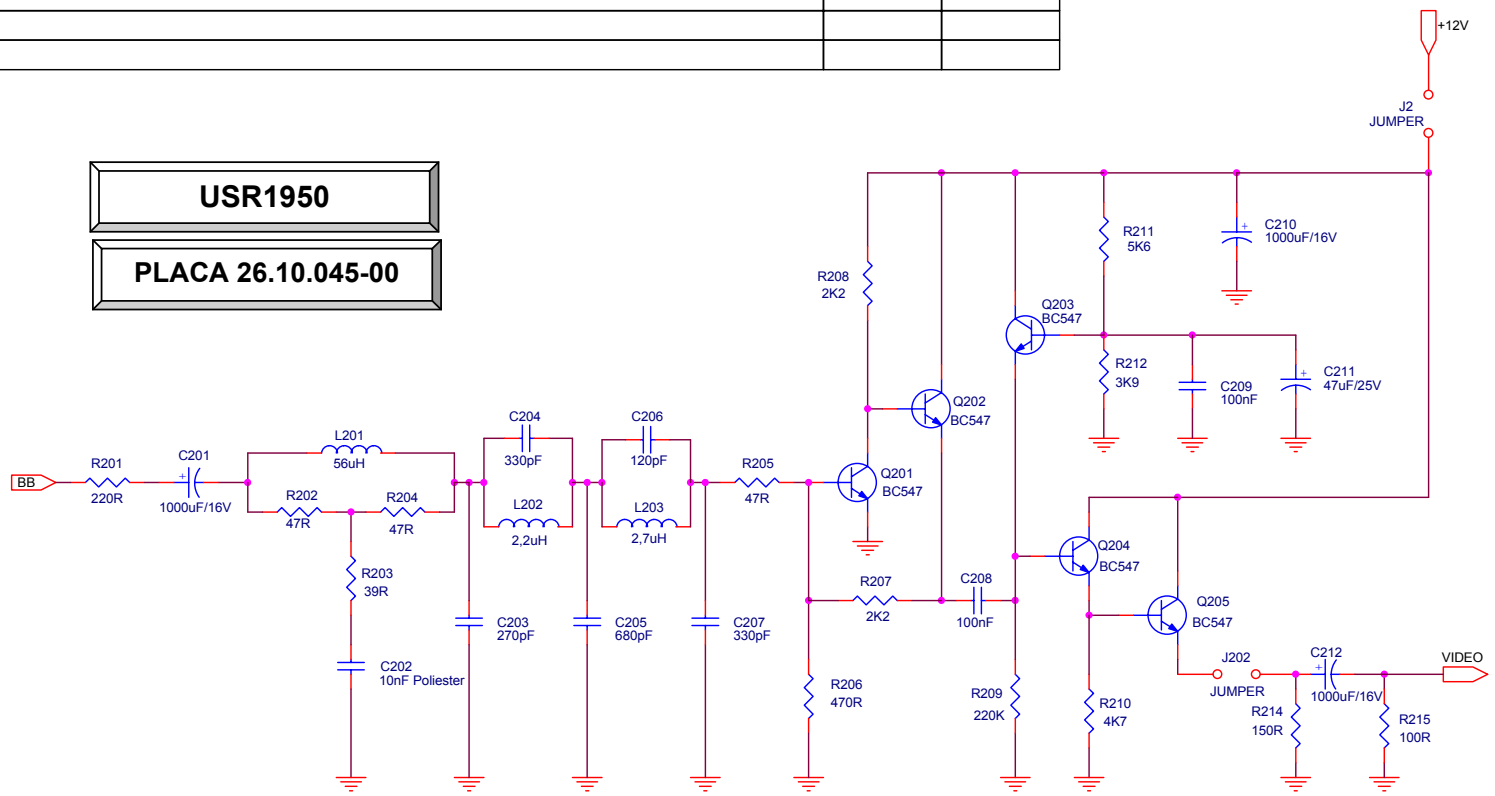 +12V
J2
JUMPER
USR1950
PLACA 26.10.045-00
R211
5K6
C210
1000uF/16V
R208
2K2
Q203
BC547
R212
3K9
C209
100nF
C211
47uF/25V
Q202
BC547
C204
330pF
C206
120pF
L201
56uH
C201
1000uF/16V
R201
220R
BB
R202
47R
R204
47R
L202
2,2uH
L203
2,7uH
R205
47R
Q201
BC547
R203
39R
Q204
BC547
R207
2K2
C208
100nF
Q205
BC547
C203
270pF
C205
680pF
C207
330pF
C202
10nF Poliester
R206
470R
R209
220K
R210
4K7
J202
JUMPER
C212
1000uF/16V
VIDEO
R214
150R
R215
100R